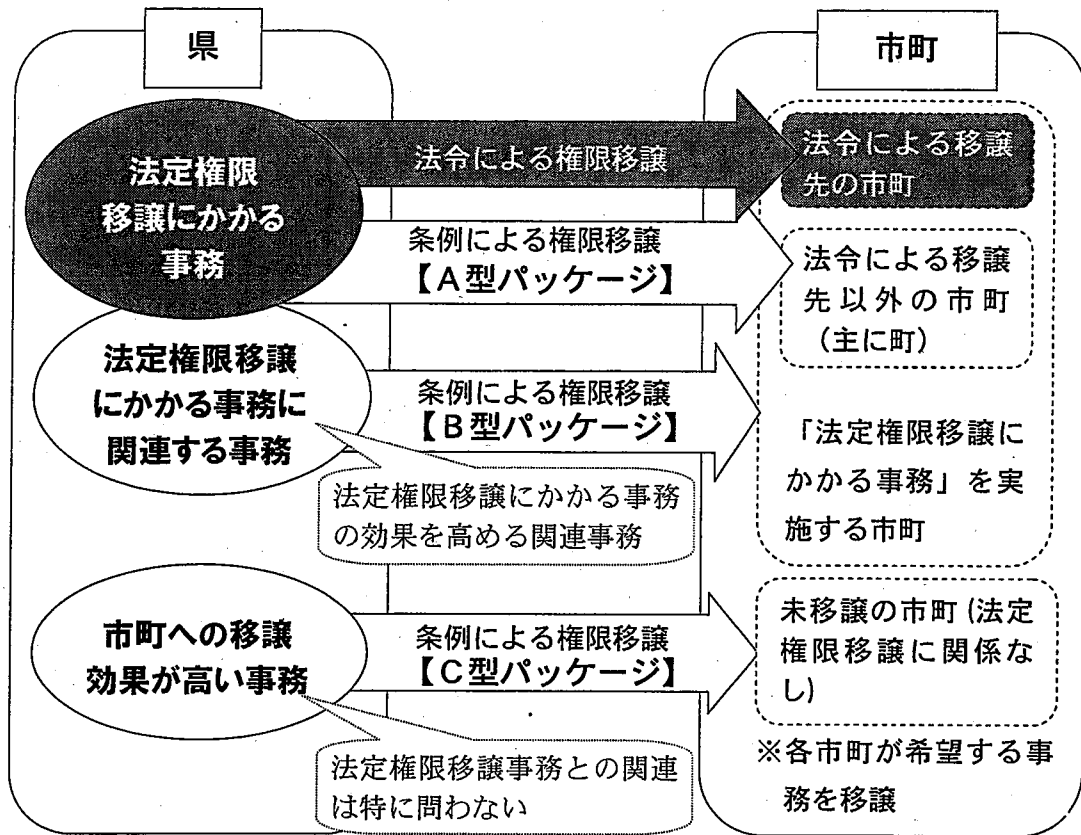 県
市町
法定権限
移譲にかかる
事務
法令による権限移譲
法令による移譲
先の市町
条例による権限移譲
【A型パッケージ】
法令による移譲
先以外の市町
（主に町）
法定権限移譲
にかかる事務に
関連する事務
条例による権限移譲
【B型パッケージ】
「法定権限移譲に
かかる事務」を実
施する市町
法定権限移譲にかかる事務
の効果を高める関連事務
市町への移譲
効果が高い事務
条例による権限移譲
【C型パッケージ】
未移譲の市町(法定
権限移譲に関係な
し)
法定権限移譲事務との関連
は特に問わない
※各市町が希望する事
務を移譲